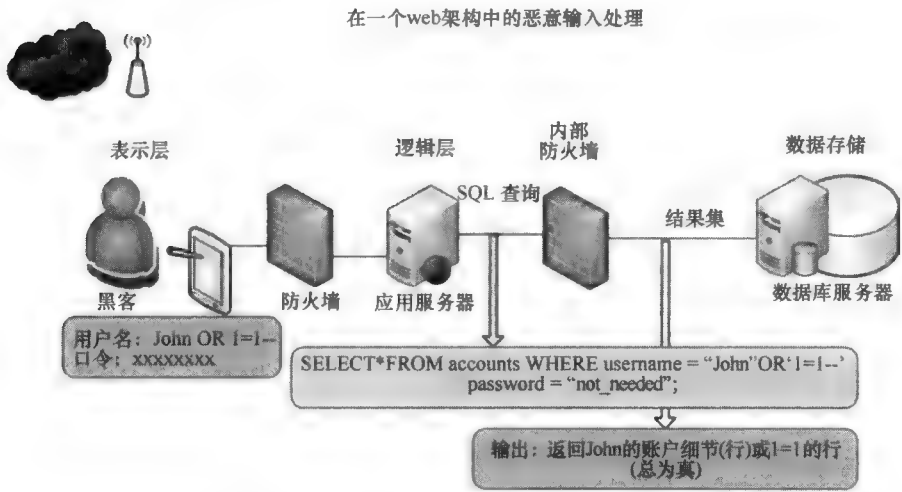 在一个web架构中的恶意输入处理
表示层
逻辑层
内部
防火墙
数据存储
SQL 查询
结果集
黑客
防火墙
应用服务器
数据库服务器
用户名：John OR 1=1--
口令：xxxxxxxx
SELECT*FROM accounts WHERE username = “John”OR‘1=1--’
password = “not_needed”;
输出：返回John的账户细节(行)或1=1的行
(总为真)